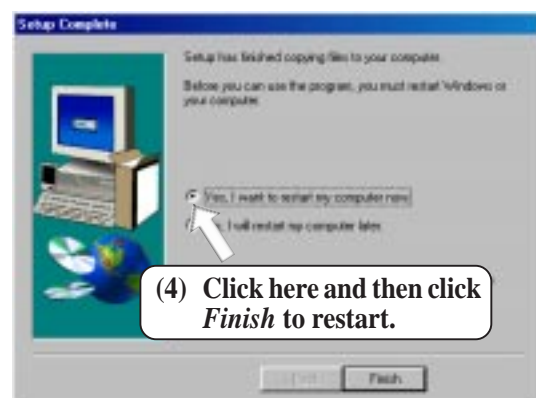 Setup Complete
Setup has finished copying files to your computer.
Before you can use the program, you must restart Windows or
your computer.
Yes, I want to restart my computer now.
I will restart my computer later.
(4) Click here and then click
Finish to restart.
Finish